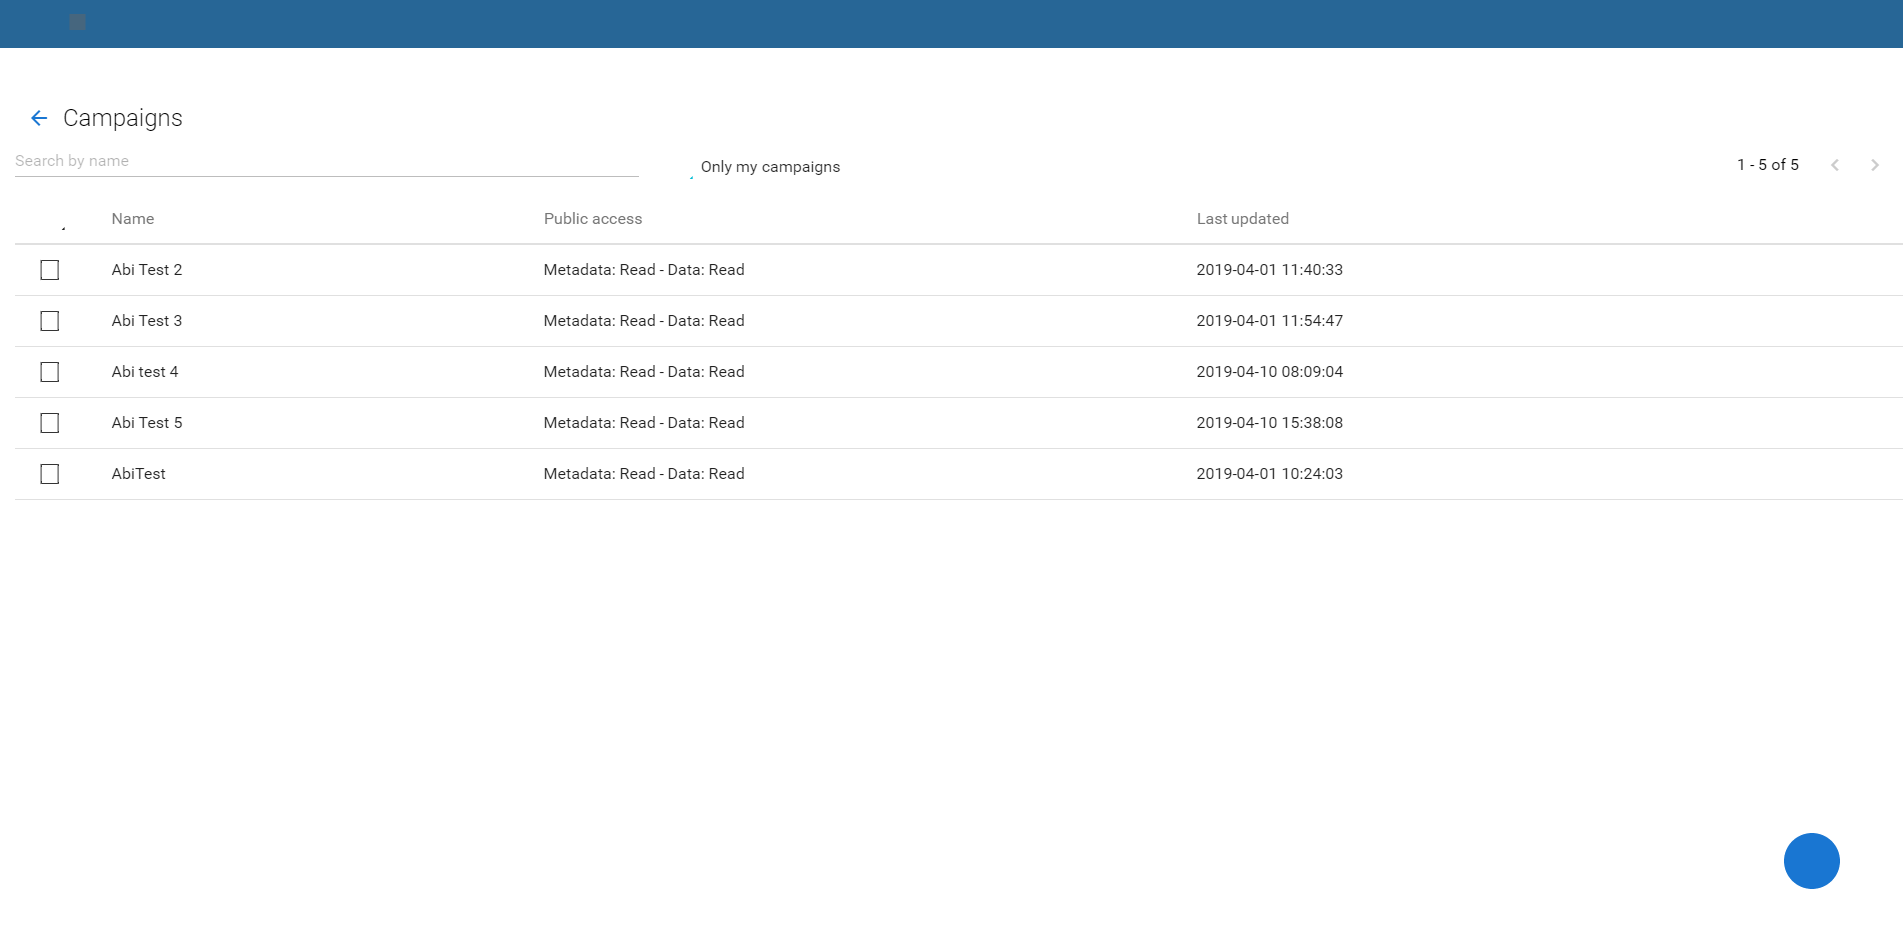 Campaigns
Search by name
Only my campaigns
1 - 5 of 5
Name Public access Last updated
Abi Test 2 Metadata: Read - Data: Read 2019-04-01 11:40:33
Abi Test 3 Metadata: Read - Data: Read 2019-04-01 11:54:47
Abi test 4 Metadata: Read - Data: Read 2019-04-10 08:09:04
Abi Test 5 Metadata: Read - Data: Read 2019-04-10 15:38:08
AbiTest Metadata: Read - Data: Read 2019-04-01 10:24:03